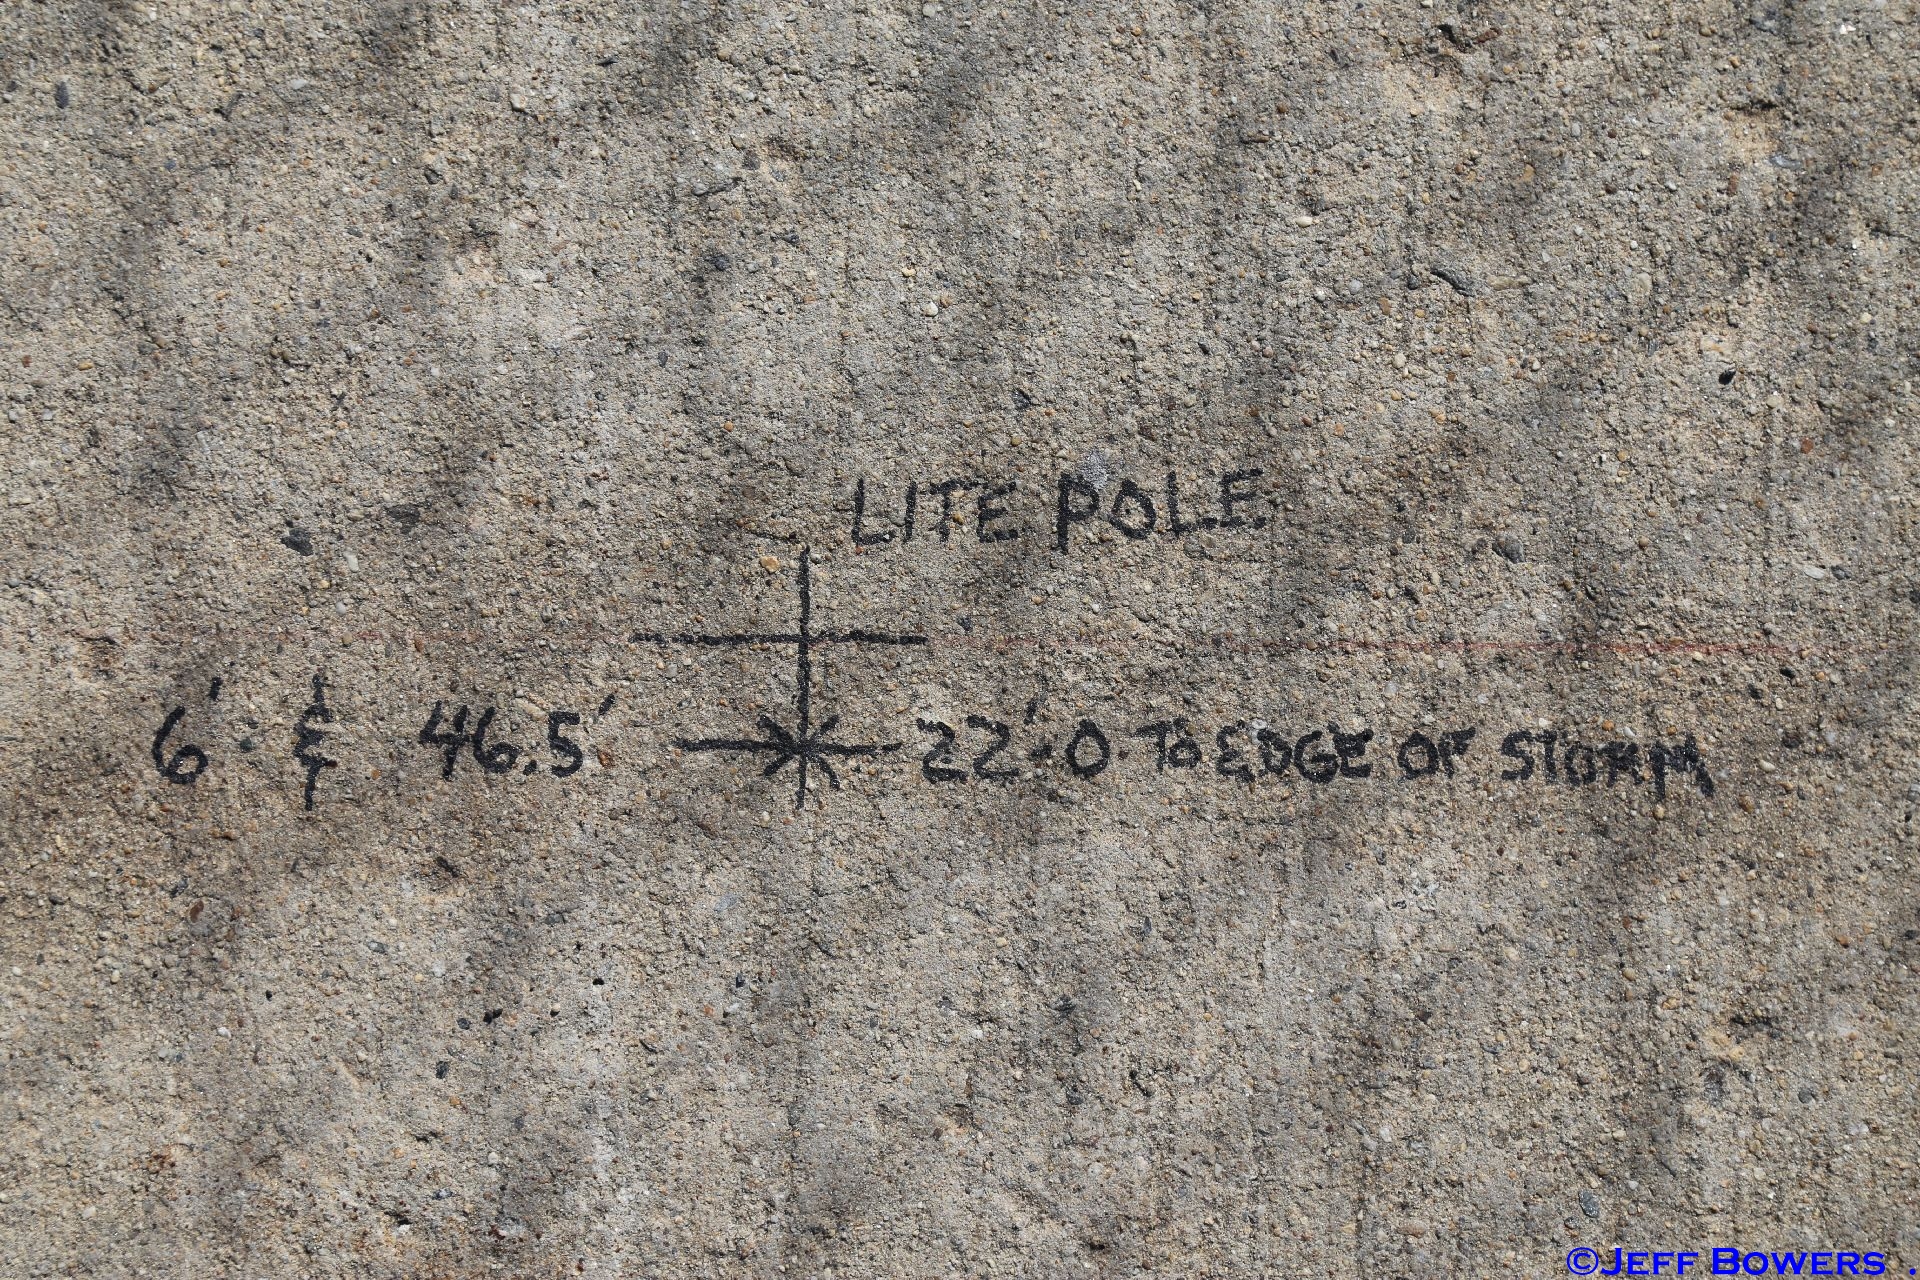 LITE POLE
6' & 46.5' 22'-0 TO EDGE OF STORM
©JEFF BOWERS .